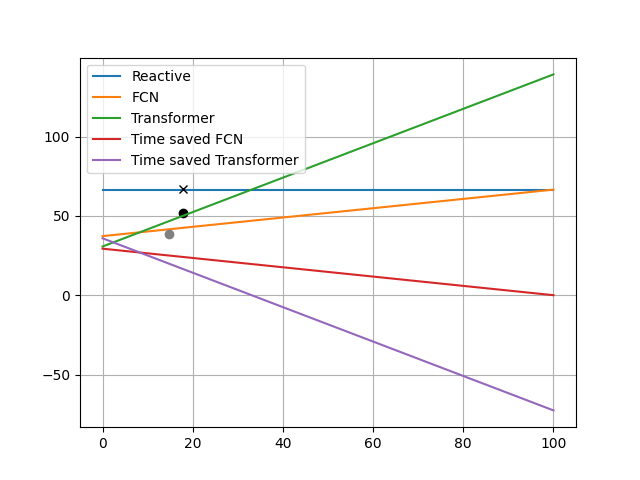 Reactive
FCN
Transformer
Time saved FCN
Time saved Transformer
100
50
0
−50
0 20 40 60 80 100